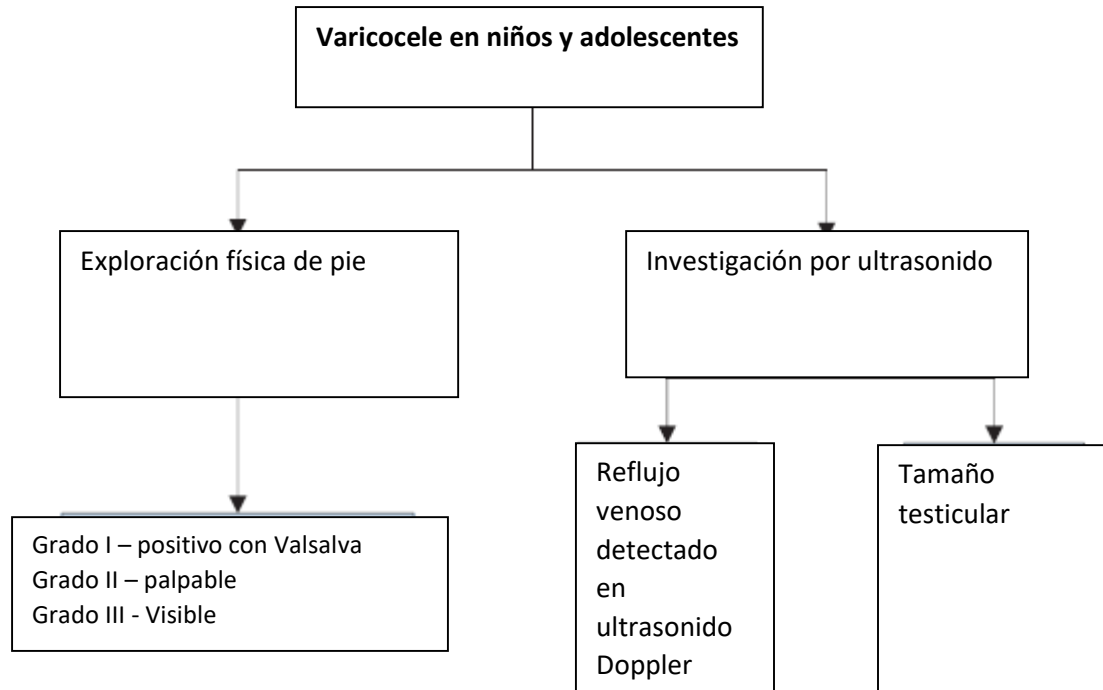 Varicocele en niños y adolescentes
Exploración física de pie
Investigación por ultrasonido
Grado I – positivo con Valsalva
Grado II – palpable
Grado III - Visible
Reflujo
venoso
detectado
en
ultrasonido
Doppler
Tamaño
testicular